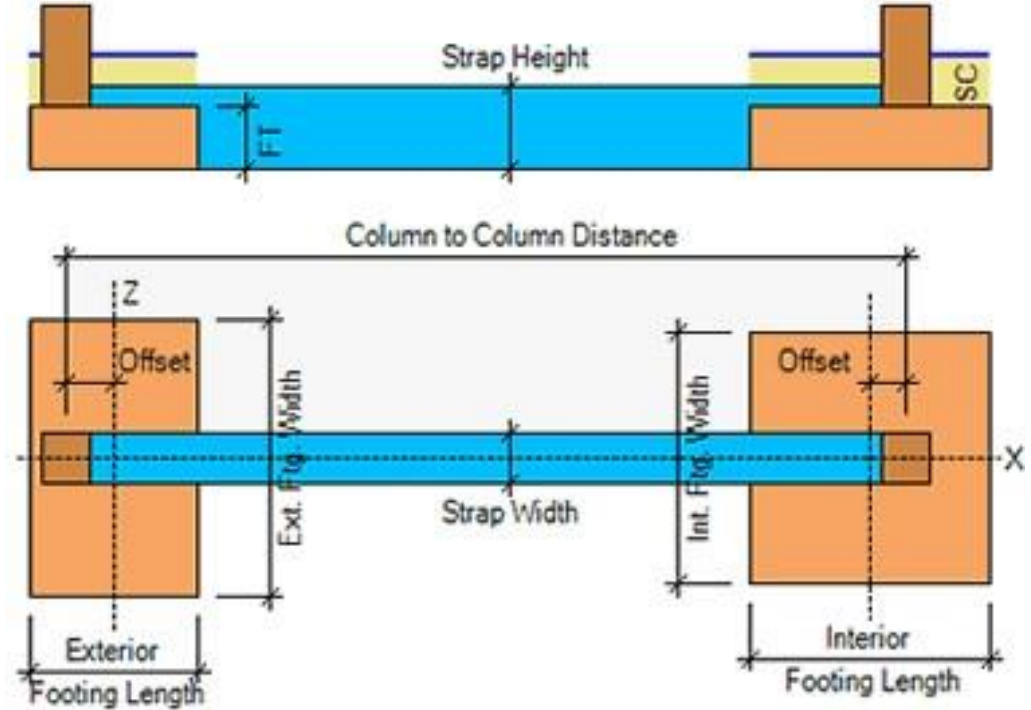 Strap Height
SC
FT
Column to Column Distance
Z
Offset
Offset
Ext. Ftg. Width
Int. Ftg. Width
X
Strap Width
Exterior
Footing Length
Interior
Footing Length